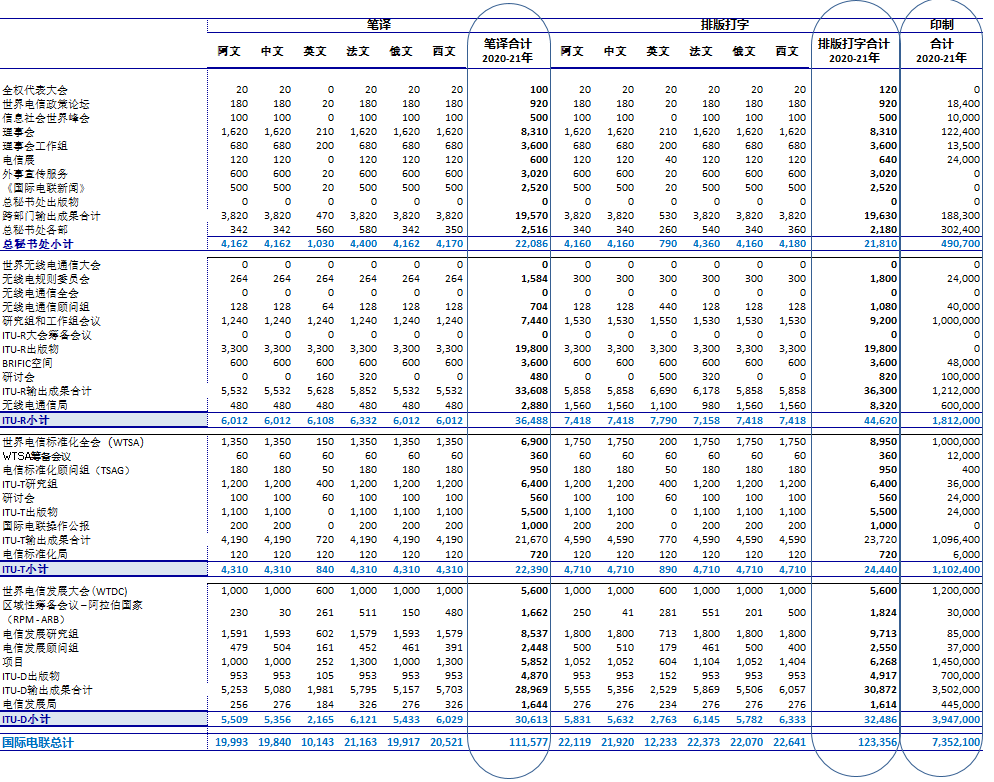 笔译 排版打字 印制
阿文 中文 英文 法文 俄文 西文 笔译合计 2020-21年 阿文 中文 英文 法文 俄文 西文 排版打字合计 2020-21年 合计 2020-21年
全权代表大会 20 20 0 20 20 20 100 20 20 20 20 20 20 120 0
世界电信政策论坛 180 180 20 180 180 180 920 180 180 20 180 180 180 920 18,400
信息社会世界峰会 100 100 0 100 100 100 500 100 100 0 100 100 100 500 10,000
理事会 1,620 1,620 210 1,620 1,620 1,620 8,310 1,620 1,620 210 1,620 1,620 1,620 8,310 122,400
理事会工作组 680 680 200 680 680 680 3,600 680 680 200 680 680 680 3,600 13,500
电信展 120 120 0 120 120 120 600 120 120 40 120 120 120 640 24,000
外事宣传服务 600 600 20 600 600 600 3,020 600 600 20 600 600 600 3,020 0
《国际电联新闻》 500 500 20 500 500 500 2,520 500 500 20 500 500 500 2,520 0
总秘书处出版物 0 0 0 0 0 0 0 0 0 0 0 0 0 0 0
跨部门输出成果合计 3,820 3,820 470 3,820 3,820 3,820 19,570 3,820 3,820 530 3,820 3,820 3,820 19,630 188,300
总秘书处各部 342 342 560 580 342 350 2,516 340 340 260 540 340 360 2,180 302,400
总秘书处小计 4,162 4,162 1,030 4,400 4,162 4,170 22,086 4,160 4,160 790 4,360 4,160 4,180 21,810 490,700
世界无线电通信大会 0 0 0 0 0 0 0 0 0 0 0 0 0 0 0
无线电规则委员会 264 264 264 264 264 264 1,584 300 300 300 300 300 300 1,800 24,000
无线电通信全会 0 0 0 0 0 0 0 0 0 0 0 0 0 0 0
无线电通信顾问组 128 128 64 128 128 128 704 128 128 440 128 128 128 1,080 40,000
研究组和工作组会议 1,240 1,240 1,240 1,240 1,240 1,240 7,440 1,530 1,530 1,550 1,530 1,530 1,530 9,200 1,000,000
ITU-R大会筹备会议 0 0 0 0 0 0 0 0 0 0 0 0 0 0 0
ITU-R出版物 3,300 3,300 3,300 3,300 3,300 3,300 19,800 3,300 3,300 3,300 3,300 3,300 3,300 19,800 0
BRIFIC空间 600 600 600 600 600 600 3,600 600 600 600 600 600 600 3,600 48,000
研讨会 0 0 160 320 0 0 480 0 0 500 320 0 0 820 100,000
ITU-R输出成果合计 5,532 5,532 5,628 5,852 5,532 5,532 33,608 5,858 5,858 6,690 6,178 5,858 5,858 36,300 1,212,000
无线电通信局 480 480 480 480 480 480 2,880 1,560 1,560 1,100 980 1,560 1,560 8,320 600,000
ITU-R小计 6,012 6,012 6,108 6,332 6,012 6,012 36,488 7,418 7,418 7,790 7,158 7,418 7,418 44,620 1,812,000
世界电信标准化全会（WTSA） 1,350 1,350 150 1,350 1,350 1,350 6,900 1,750 1,750 200 1,750 1,750 1,750 8,950 1,000,000
WTSA筹备会议 60 60 60 60 60 60 360 60 60 60 60 60 60 360 12,000
电信标准化顾问组（TSAG） 180 180 50 180 180 180 950 180 180 50 180 180 180 950 400
ITU-T研究组 1,200 1,200 400 1,200 1,200 1,200 6,400 1,200 1,200 400 1,200 1,200 1,200 6,400 36,000
研讨会 100 100 60 100 100 100 560 100 100 60 100 100 100 560 24,000
ITU-T出版物 1,100 1,100 0 1,100 1,100 1,100 5,500 1,100 1,100 0 1,100 1,100 1,100 5,500 24,000
国际电联操作公报 200 200 0 200 200 200 1,000 200 200 0 200 200 200 1,000 0
ITU-T输出成果合计 4,190 4,190 720 4,190 4,190 4,190 21,670 4,590 4,590 770 4,590 4,590 4,590 23,720 1,096,400
电信标准化局 120 120 120 120 120 120 720 120 120 120 120 120 120 720 6,000
ITU-T小计 4,310 4,310 840 4,310 4,310 4,310 22,390 4,710 4,710 890 4,710 4,710 4,710 24,440 1,102,400
世界电信发展大会(WTDC) 1,000 1,000 600 1,000 1,000 1,000 5,600 1,000 1,000 600 1,000 1,000 1,000 5,600 1,200,000
区域性筹备会议 – 阿拉伯国家
（RPM - ARB） 230 30 261 511 150 480 1,662 250 41 281 551 201 500 1,824 30,000
电信发展研究组 1,591 1,593 602 1,579 1,593 1,579 8,537 1,800 1,800 713 1,800 1,800 1,800 9,713 85,000
电信发展顾问组 479 504 161 452 461 391 2,448 500 510 179 461 500 400 2,550 37,000
项目 1,000 1,000 252 1,300 1,000 1,300 5,852 1,052 1,052 604 1,104 1,052 1,404 6,268 1,450,000
ITU-D出版物 953 953 105 953 953 953 4,870 953 953 152 953 953 953 4,917 700,000
ITU-D输出成果合计 5,253 5,080 1,981 5,795 5,157 5,703 28,969 5,555 5,356 2,529 5,869 5,506 6,057 30,872 3,502,000
电信发展局 256 276 184 326 276 326 1,644 276 276 234 276 276 276 1,614 445,000
ITU-D小计 5,509 5,356 2,165 6,121 5,433 6,029 30,613 5,831 5,632 2,763 6,145 5,782 6,333 32,486 3,947,000
国际电联总计 19,993 19,840 10,143 21,163 19,917 20,521 111,577 22,119 21,920 12,233 22,373 22,070 22,641 123,356 7,352,100